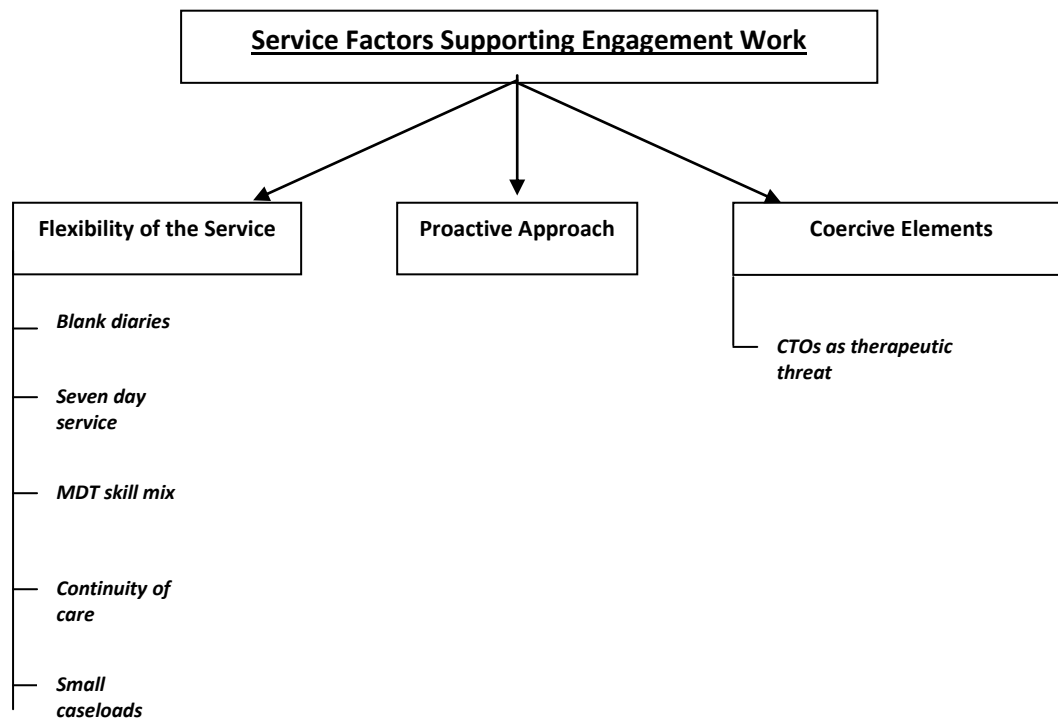 Service Factors Supporting Engagement Work
Flexibility of the Service
Proactive Approach
Coercive Elements
Blank diaries
Seven day
service
MDT skill mix
Continuity of
care
Small
caseloads
CTOs as therapeutic
threat